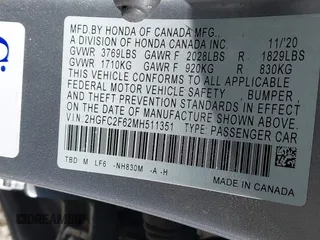 MFD. BY HONDA OF CANADA MFG.,
A DIVISION OF HONDA CANADA INC. 11/'20
GVWR 3769LBS GAWR F 2028LBS R 1829LBS
GVWR 1710KG GAWR F 920KG R 830KG
THIS VEHICLE CONFORMS TO ALL APPLICABLE
FEDERAL MOTOR VEHICLE SAFETY, BUMPER
AND THEFT PREVENTION STANDARDS IN EFFECT
ON THE DATE OF MANUFACTURE SHOWN ABOVE.
V.I.N:2HGFC2F62MH511351 TYPE:PASSENGER CAR
TBD M LF6 -NH830M -A -H
MADE IN CANADA
DREAMBID